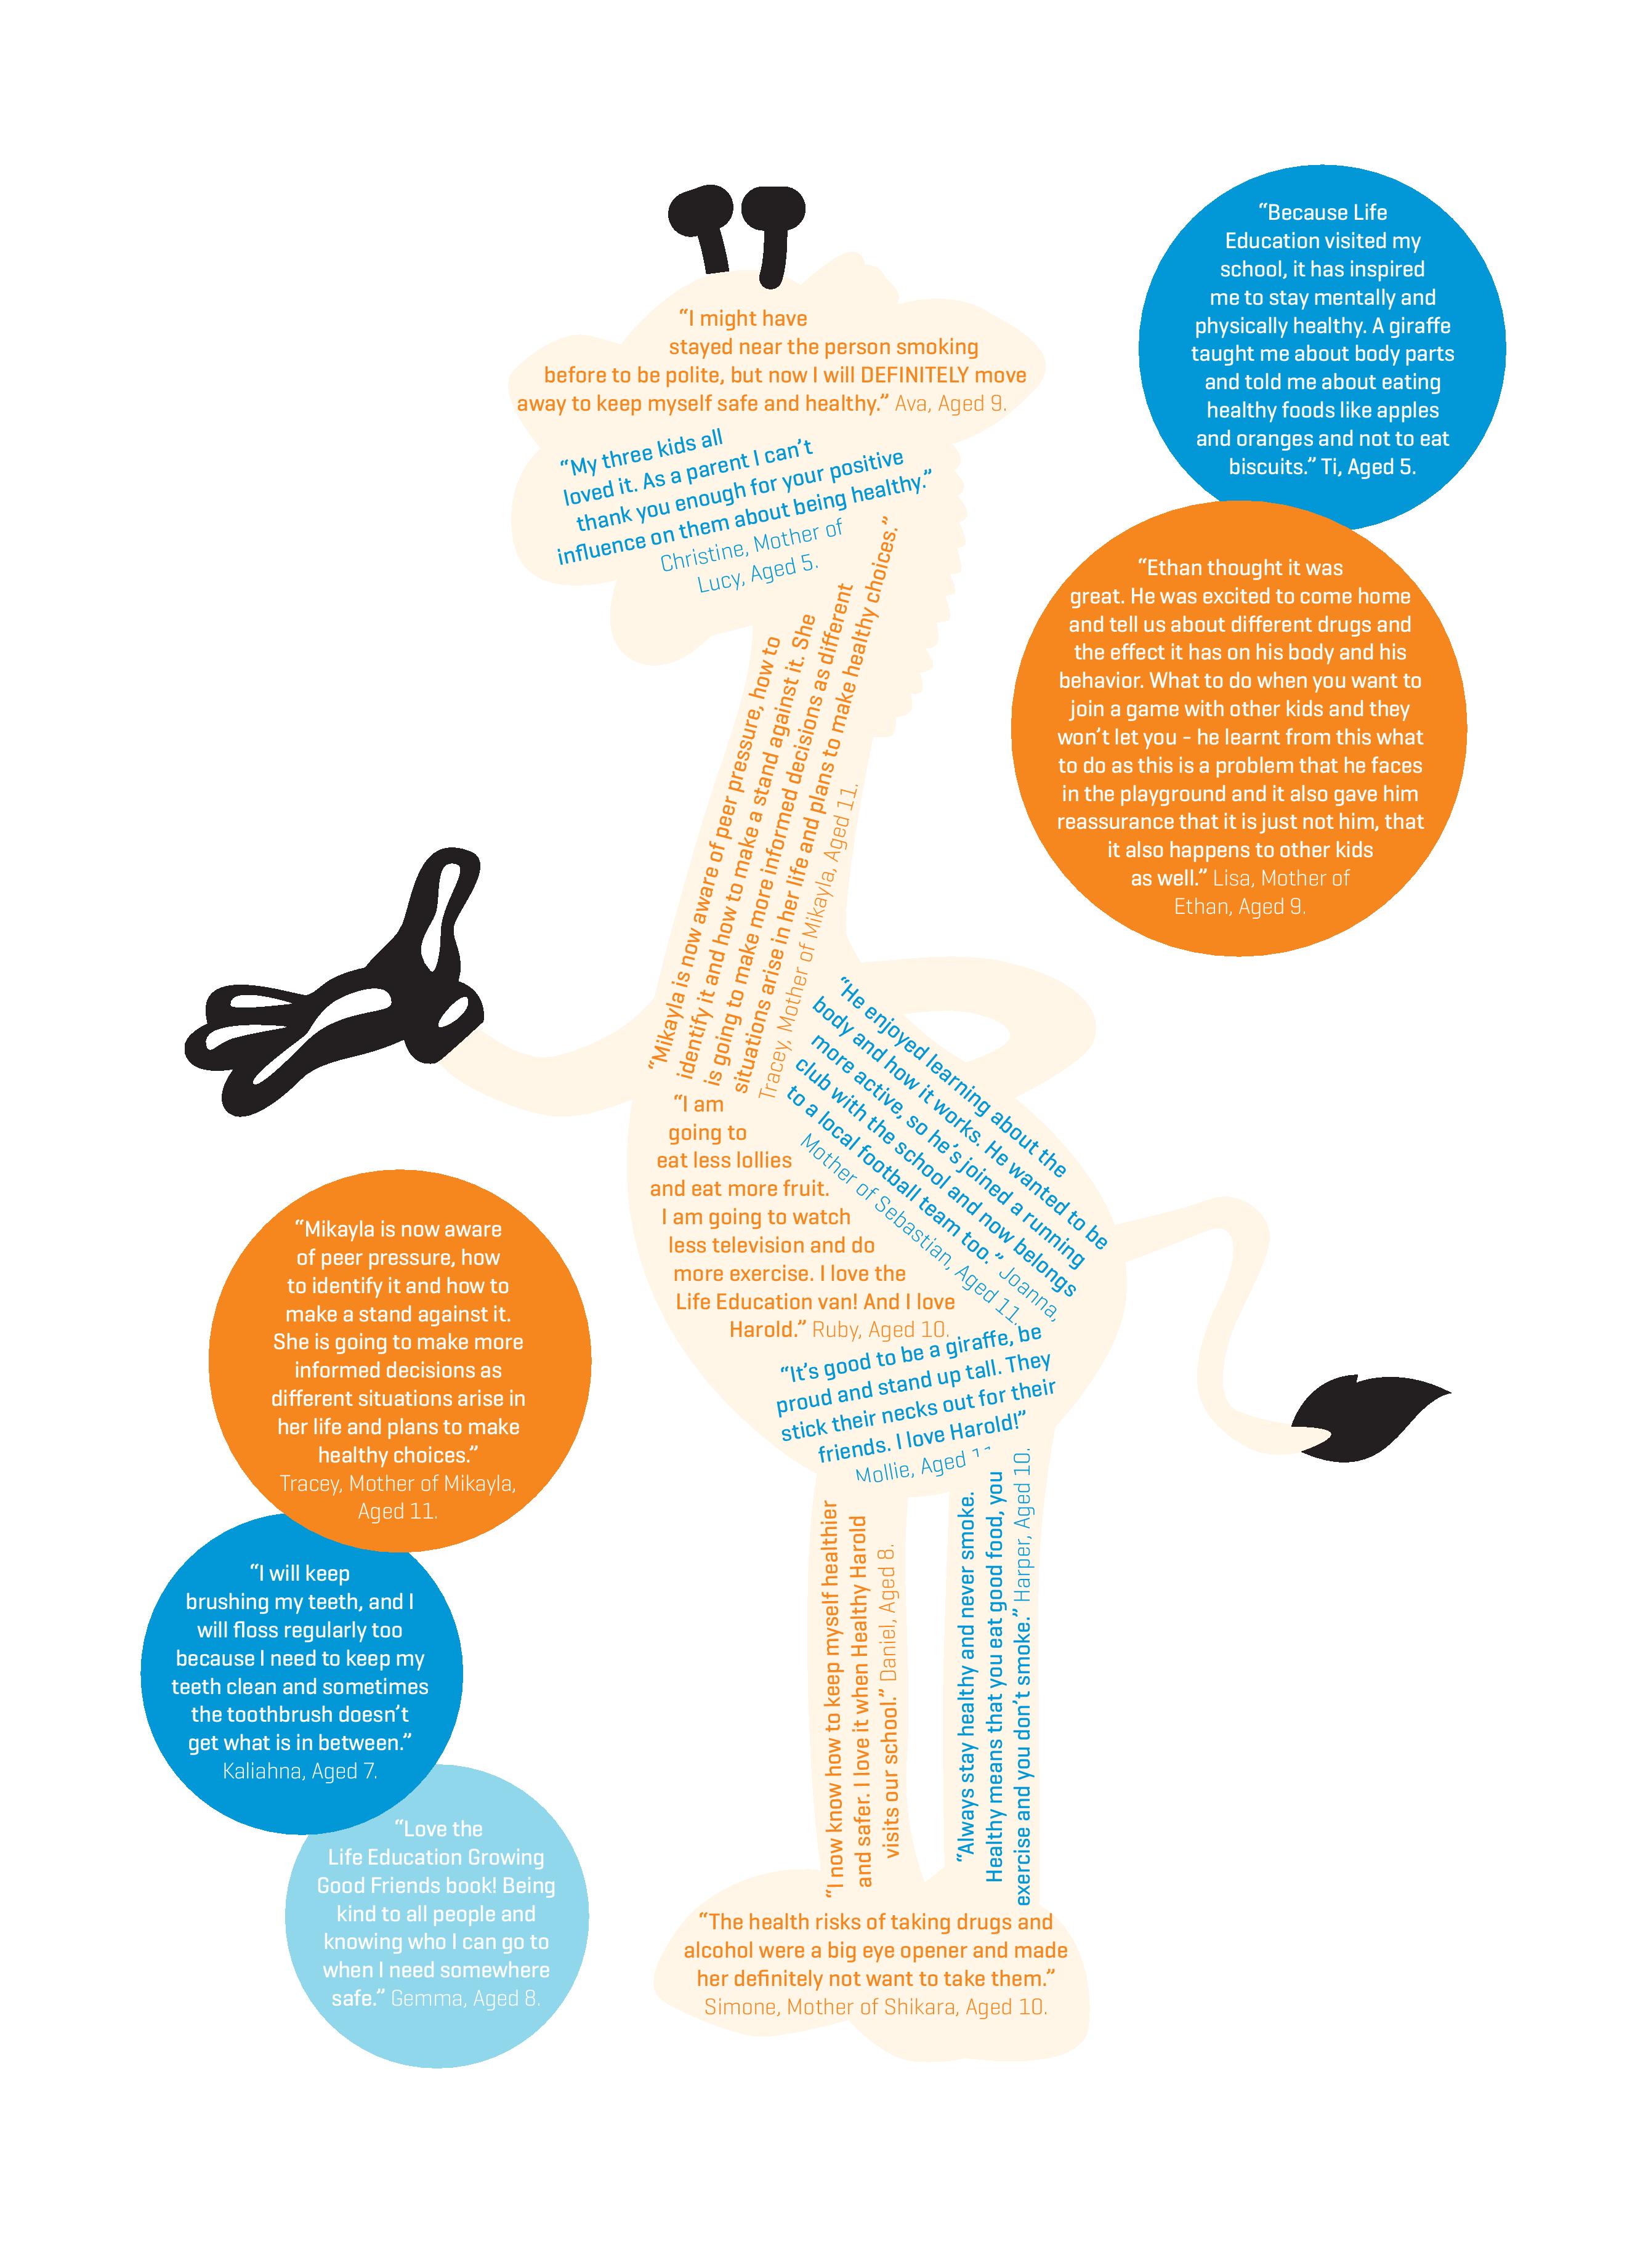 “I might have
stayed near the person smoking
before to be polite, but now I will DEFINITELY move
away to keep myself safe and healthy.” Ava, Aged 9.
“My three kids all
loved it. As a parent I can’t
thank you enough for your positive
influence on them about being healthy.”
Christine, Mother of
Lucy, Aged 5.
“Mikayla is now aware of peer pressure, how to
identify it and how to make a stand against it. She
is going to make more informed decisions as different
situations arise in her life and plans to make healthy choices.”
Tracey, Mother of Mikayla, Aged 11.
“He enjoyed learning about the
body and how it works. He wanted to be
more active, so he’s joined a running
club with the school and now belongs
to a local football team too.” Joanna,
Mother of Sebastian, Aged 11.
“I am
going to
eat less lollies
and eat more fruit.
I am going to watch
less television and do
more exercise. I love the
Life Education van! And I love
Harold.” Ruby, Aged 10.
“It’s good to be a giraffe, be
proud and stand up tall. They
stick their necks out for their
friends. I love Harold!”
Mollie, Aged
“I now know how to keep myself healthier
and safer. I love it when Healthy Harold
visits our school.” Daniel, Aged 8.
“Always stay healthy and never smoke.
Healthy means that you eat good food, you
exercise and you don’t smoke.” Harper, Aged 10.
“The health risks of taking drugs and
alcohol were a big eye opener and made
her definitely not want to take them.”
Simone, Mother of Shikara, Aged 10.
“Because Life
Education visited my
school, it has inspired
me to stay mentally and
physically healthy. A giraffe
taught me about body parts
and told me about eating
healthy foods like apples
and oranges and not to eat
biscuits.” Ti, Aged 5.
“Ethan thought it was
great. He was excited to come home
and tell us about different drugs and
the effect it has on his body and his
behavior. What to do when you want to
join a game with other kids and they
won’t let you - he learnt from this what
to do as this is a problem that he faces
in the playground and it also gave him
reassurance that it is just not him, that
it also happens to other kids
as well.” Lisa, Mother of
Ethan, Aged 9.
“Mikayla is now aware
of peer pressure, how
to identify it and how to
make a stand against it.
She is going to make more
informed decisions as
different situations arise in
her life and plans to make
healthy choices.”
Tracey, Mother of Mikayla,
Aged 11.
“I will keep
brushing my teeth, and I
will floss regularly too
because I need to keep my
teeth clean and sometimes
the toothbrush doesn’t
get what is in between.”
Kaliahna, Aged 7.
“Love the
Life Education Growing
Good Friends book! Being
kind to all people and
knowing who I can go to
when I need somewhere
safe.” Gemma, Aged 8.